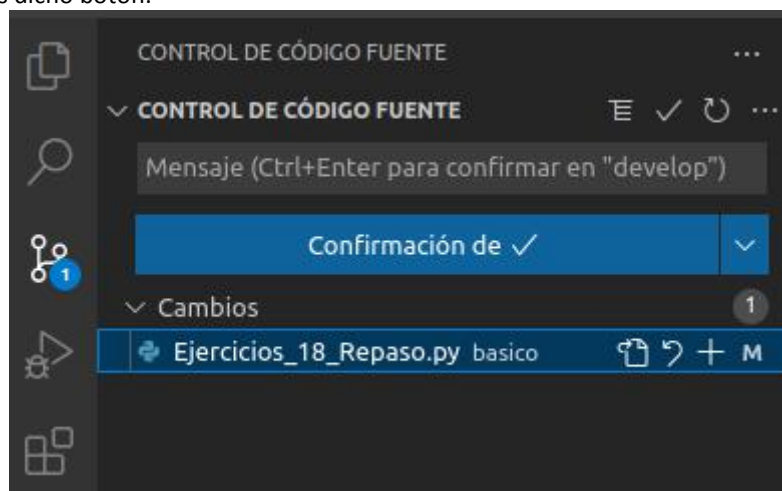 s dicho botón.
CONTROL DE CÓDIGO FUENTE
CONTROL DE CÓDIGO FUENTE
Mensaje (Ctrl+Enter para confirmar en "develop")
Confirmación de
1
Cambios 1
Ejercicios_18_Repaso.py basico M